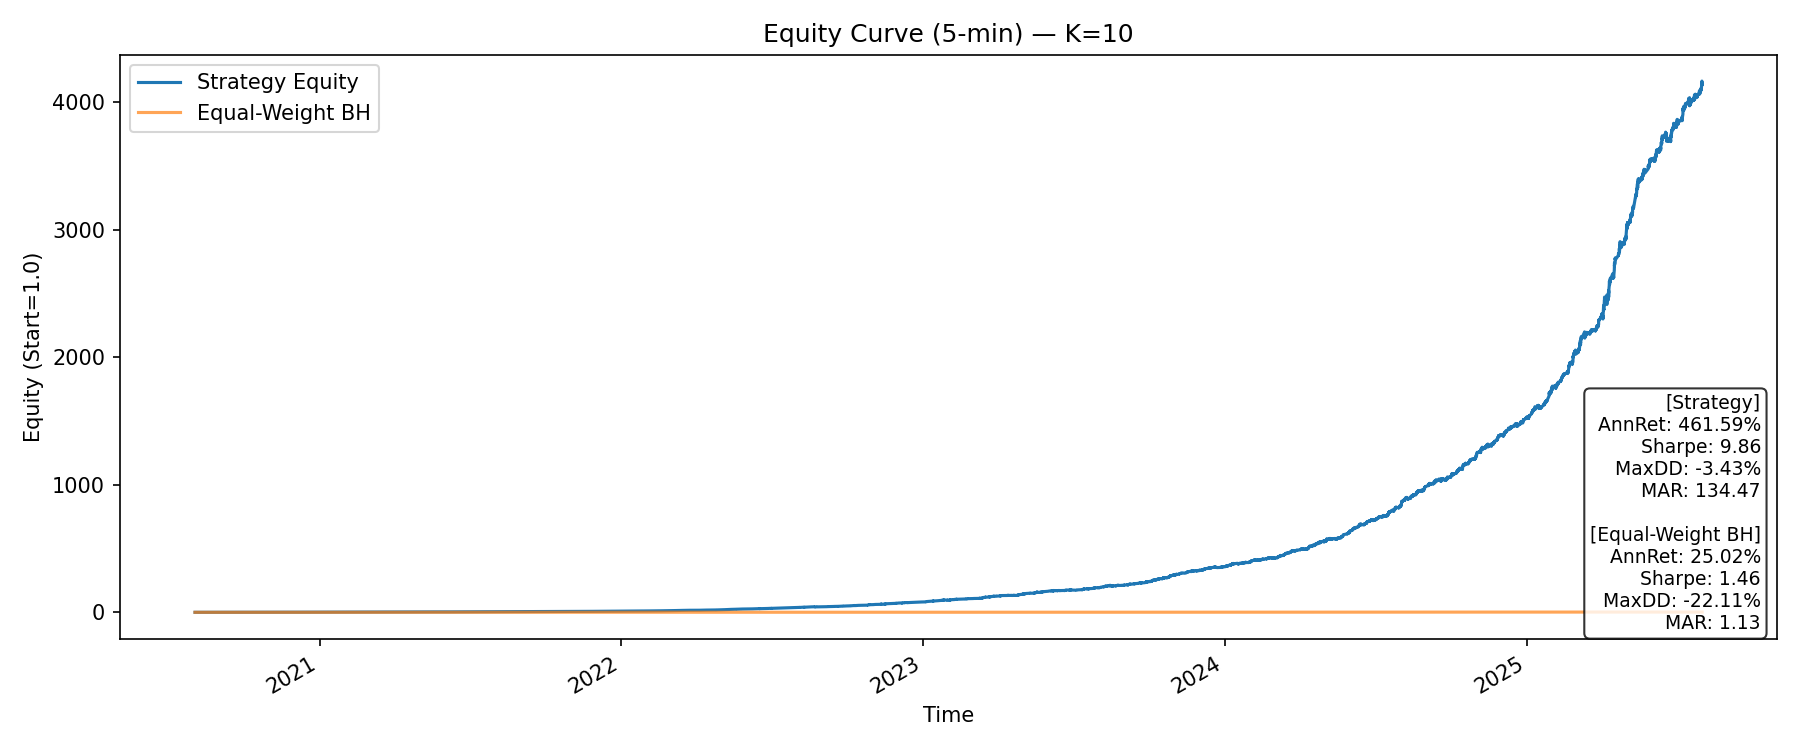 Equity Curve (5-min) — K=10
Strategy Equity
Equal-Weight BH
Equity (Start=1.0)
4000
3000
2000
1000
0
[Strategy]
AnnRet: 461.59%
Sharpe: 9.86
MaxDD: -3.43%
MAR: 134.47
[Equal-Weight BH]
AnnRet: 25.02%
Sharpe: 1.46
MaxDD: -22.11%
MAR: 1.13
2021
2022
2023
2024
2025
Time